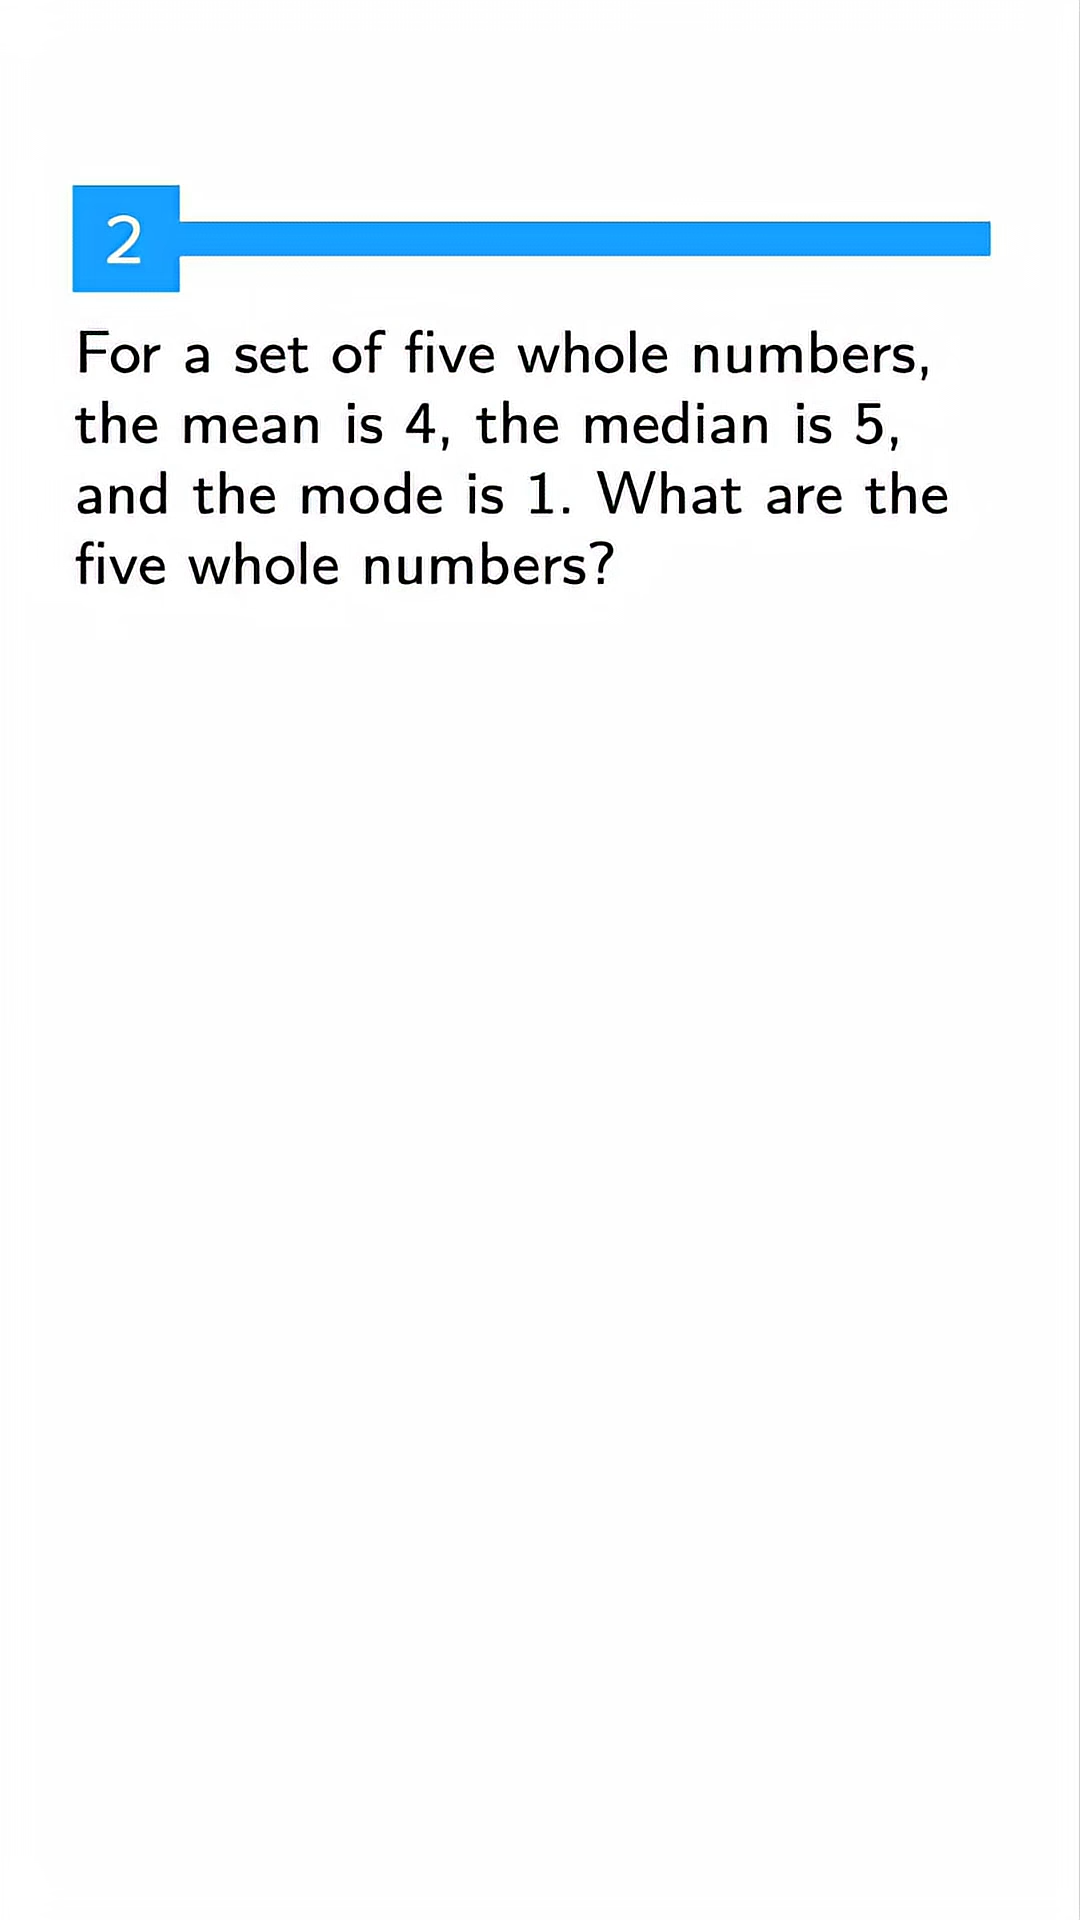 2
For a set of five whole numbers,
the mean is 4, the median is 5,
and the mode is 1. What are the
five whole numbers?